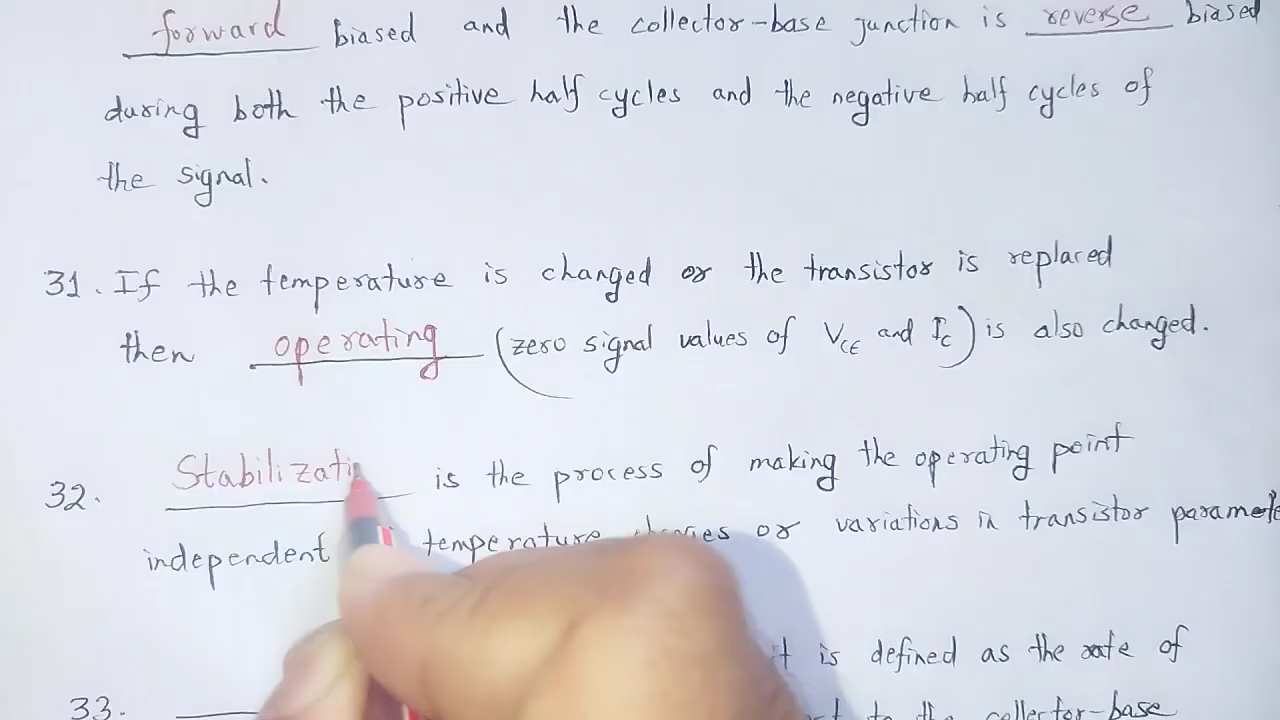 forward biased and the collector-base junction is reverse biased
during both the positive half cycles and the negative half cycles of
the signal.
31. If the temperature is changed or the transistor is replaced
then operating (zero signal values of VCE and IC) is also changed.
32. Stabilizati is the process of making the operating point
independent temperature or variations in transistor paramete
it is defined as the rate of
33. to the collector-base